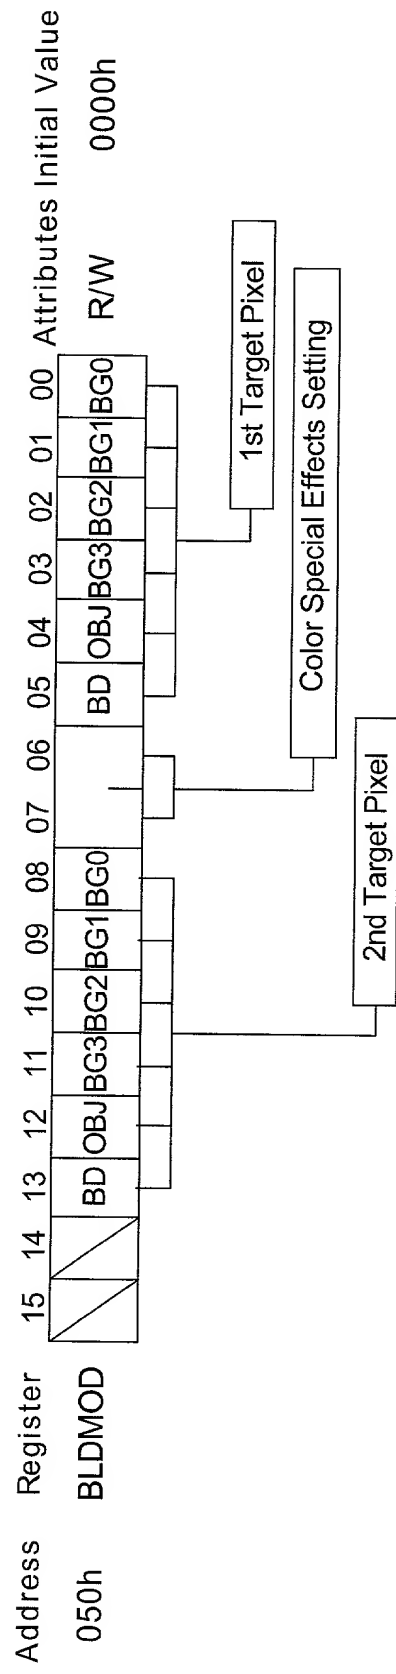 Address Register 15 14 13 12 11 10 09 08 07 06 05 04 03 02 01 00 Attributes Initial Value
050h BLDMOD BD OBJ BG3 BG2 BG1 BG0 BD OBJ BG3 BG2 BG1 BG0 R/W 0000h
1st Target Pixel
Color Special Effects Setting
2nd Target Pixel